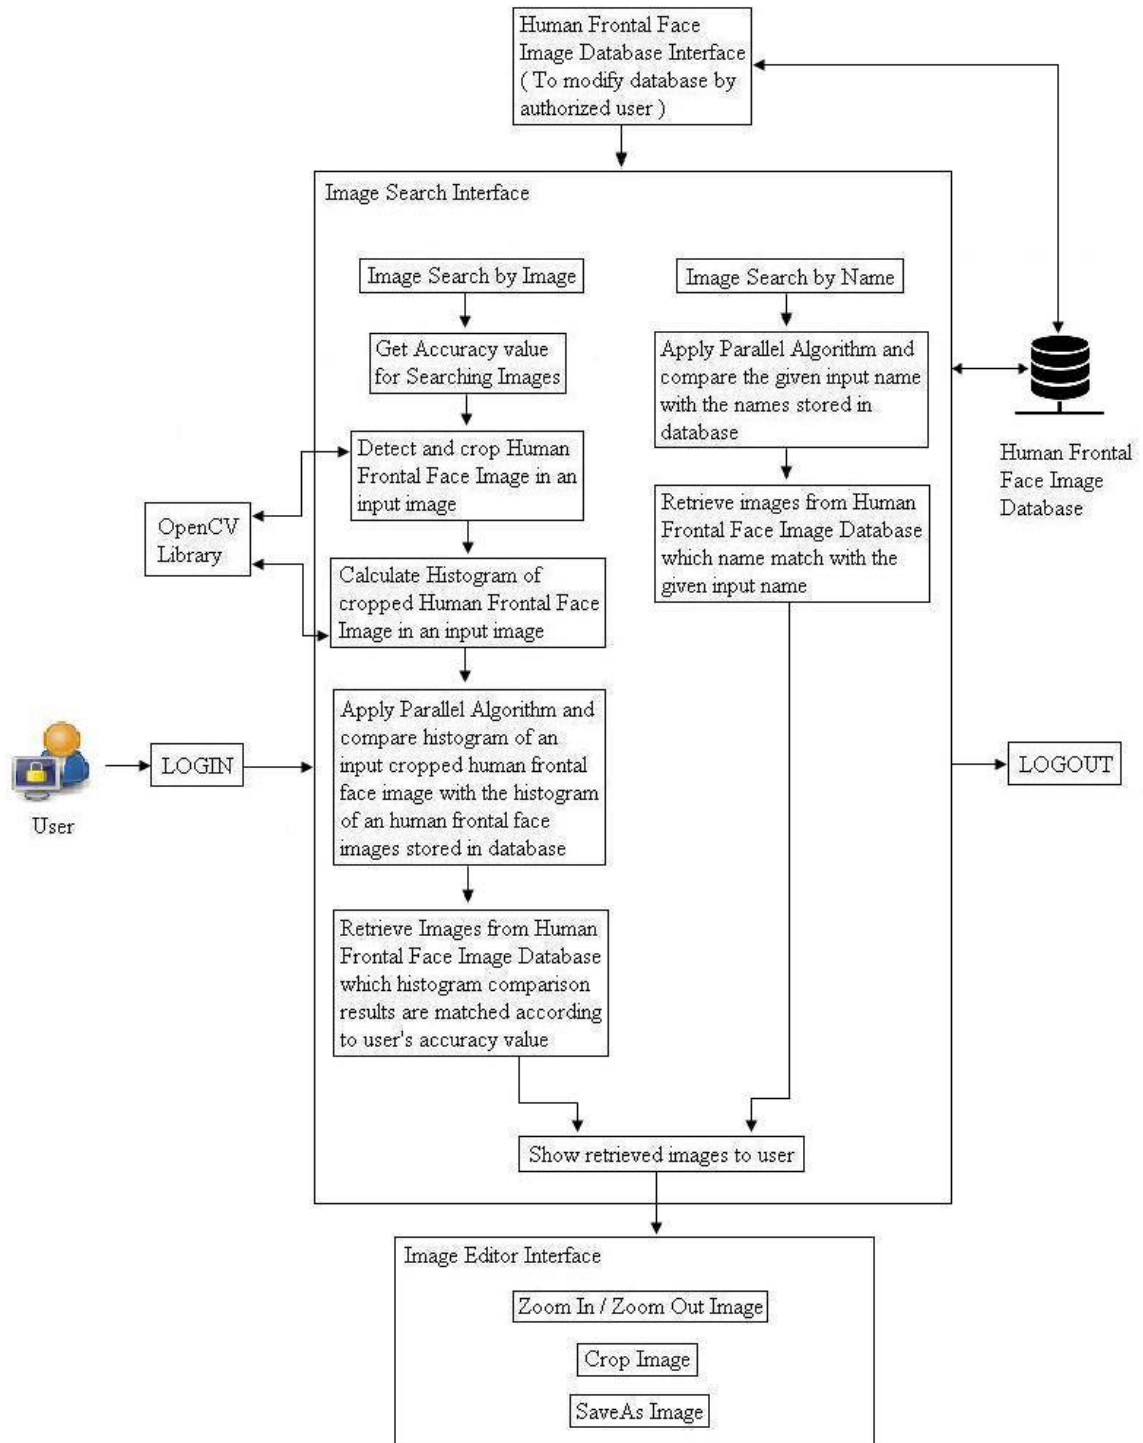 Human Frontal Face
Image Database Interface
( To modify database by
authorized user )
Image Search Interface
Image Search by Image
Get Accuracy value
for Searching Images
Detect and crop Human
Frontal Face Image in an
input image
OpenCV
Library
Calculate Histogram of
cropped Human Frontal Face
Image in an input image
Apply Parallel Algorithm and
compare histogram of an
input cropped human frontal
face image with the histogram
of an human frontal face
images stored in database
Retrieve Images from Human
Frontal Face Image Database
which histogram comparison
results are matched according
to user's accuracy value
Image Search by Name
Apply Parallel Algorithm and
compare the given input name
with the names stored in
database
Retrieve images from Human
Frontal Face Image Database
which name match with the
given input name
Human Frontal
Face Image
Database
User
LOGIN
LOGOUT
Show retrieved images to user
Image Editor Interface
Zoom In / Zoom Out Image
Crop Image
SaveAs Image